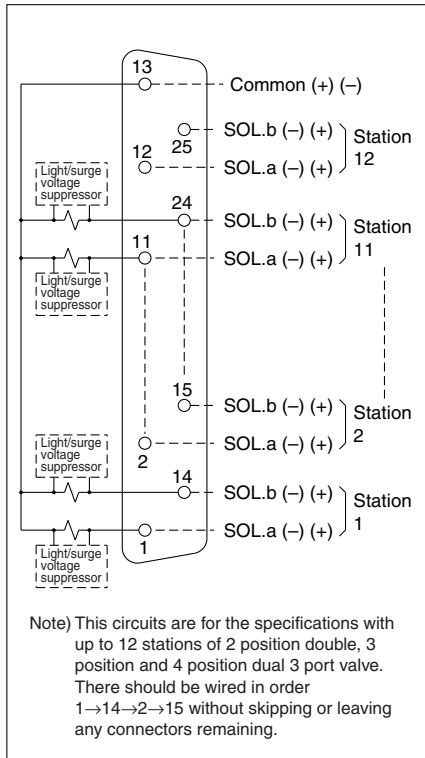 13
Common (+) (–)
25
SOL.b (–) (+)
12
SOL.a (–) (+)
Station
12
Light/surge
voltage
suppressor
24
SOL.b (–) (+)
11
SOL.a (–) (+)
Station
11
Light/surge
voltage
suppressor
15
SOL.b (–) (+)
2
SOL.a (–) (+)
Station
2
Light/surge
voltage
suppressor
14
SOL.b (–) (+)
1
SOL.a (–) (+)
Station
1
Light/surge
voltage
suppressor
Note) This circuits are for the specifications with
up to 12 stations of 2 position double, 3
position and 4 position dual 3 port valve.
There should be wired in order
1→14→2→15 without skipping or leaving
any connectors remaining.